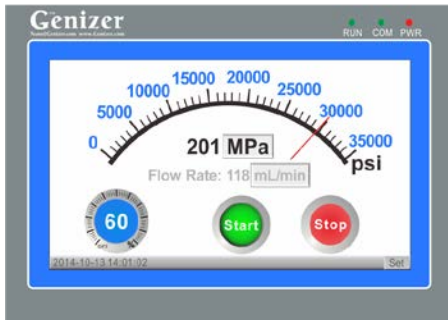 Genizer
RUN COM PWR
0 5000 10000 15000 20000 25000 30000 35000
psi
201 MPa
Flow Rate: 118 mL/min
60
Start
Stop
2014-10-13 14:01:02
Set